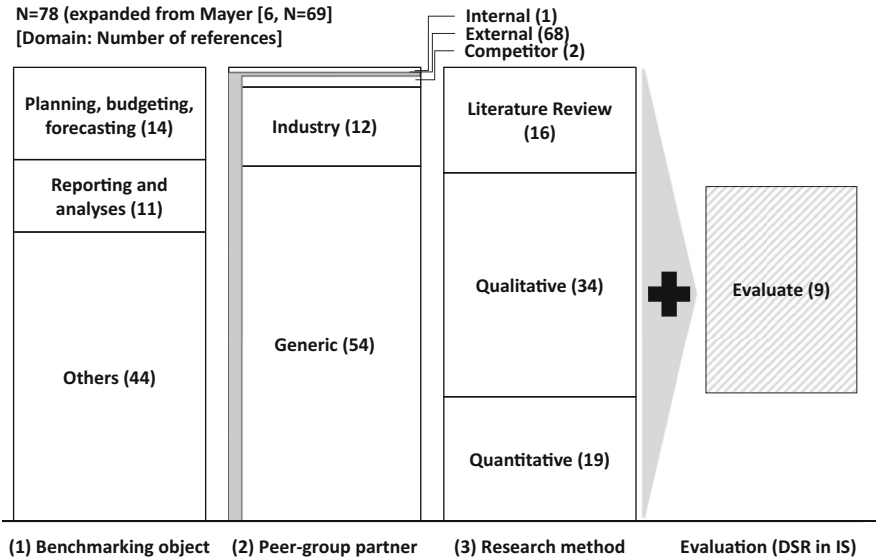 N=78 (expanded from Mayer [6, N=69]
[Domain: Number of references]
Internal (1)
External (68)
Competitor (2)
Planning, budgeting,
forecasting (14)
Reporting and
analyses (11)
Others (44)
Industry (12)
Generic (54)
Literature Review
(16)
Qualitative (34)
Quantitative (19)
Evaluate (9)
(1) Benchmarking object
(2) Peer-group partner
(3) Research method
Evaluation (DSR in IS)